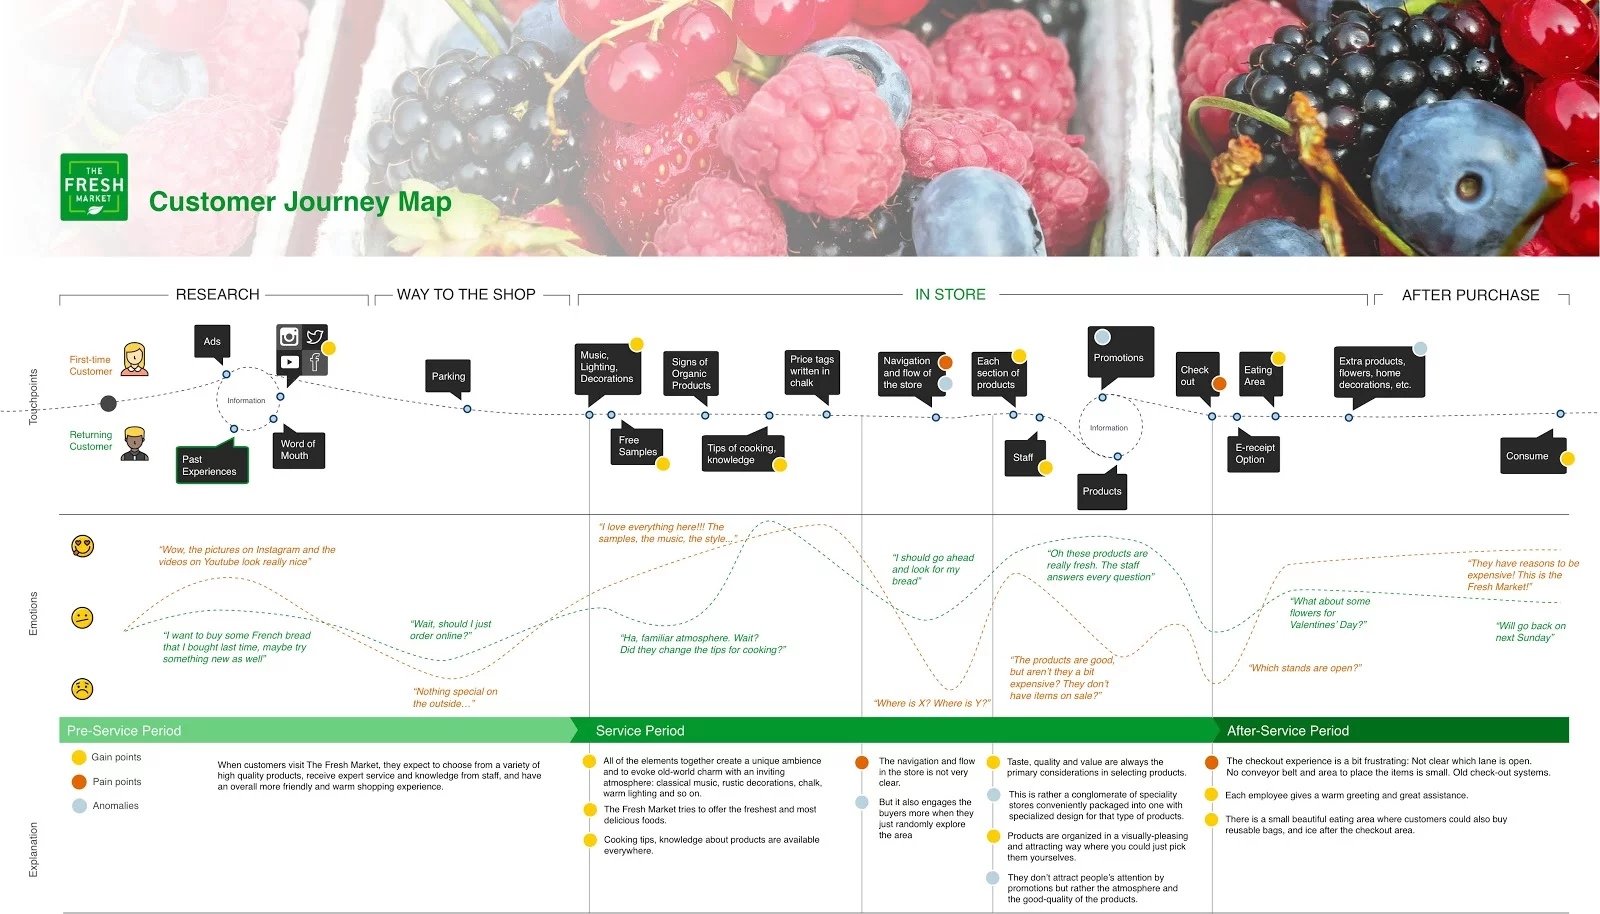 THE
FRESH
MARKET
Customer Journey Map
RESEARCH
WAY TO THE SHOP
IN STORE
AFTER PURCHASE
Touchpoints
First-time
Customer
Returning
Customer
Ads
Information
Past
Experiences
Word of
Mouth
Parking
Music,
Lighting,
Decorations
Free
Samples
Signs of
Organic
Products
Tips of cooking,
knowledge
Price tags
written in
chalk
Navigation
and flow of
the store
Each
section of
products
Staff
Promotions
Information
Products
Check
out
E-receipt
Option
Eating
Area
Extra products,
flowers, home
decorations, etc.
Consume
Emotions
“Wow, the pictures on Instagram and the
videos on Youtube look really nice”
“I want to buy some French bread
that I bought last time, maybe try
something new as well”
“Wait, should I just
order online?”
“Nothing special on
the outside…”
“I love everything here!!! The
samples, the music, the style...”
“Ha, familiar atmosphere. Wait?
Did they change the tips for cooking?”
“I should go ahead
and look for my
bread”
“Where is X? Where is Y?”
“Oh these products are
really fresh. The staff
answers every question”
“The products are good,
but aren’t they a bit
expensive? They don’t
have items on sale?”
“Which stands are open?”
“What about some
flowers for
Valentines’ Day?”
“They have reasons to be
expensive! This is the
Fresh Market!”
“Will go back on
next Sunday”
Pre-Service Period
Service Period
After-Service Period
Explanation
Gain points
Pain points
Anomalies
When customers visit The Fresh Market, they expect to choose from a variety of
high quality products, receive expert service and knowledge from staff, and have
an overall more friendly and warm shopping experience.
All of the elements together create a unique ambience
and to evoke old-world charm with an inviting
atmosphere: classical music, rustic decorations, chalk,
warm lighting and so on.
The Fresh Market tries to offer the freshest and most
delicious foods.
Cooking tips, knowledge about products are available
everywhere.
The navigation and flow
in the store is not very
clear.
But it also engages the
buyers more when they
just randomly explore
the area
Taste, quality and value are always the
primary considerations in selecting products.
This is rather a conglomerate of speciality
stores conveniently packaged into one with
specialized design for that type of products.
Products are organized in a visually-pleasing
and attracting way where you could just pick
them yourselves.
They don’t attract people’s attention by
promotions but rather the atmosphere and
the good-quality of the products.
The checkout experience is a bit frustrating: Not clear which lane is open.
No conveyor belt and area to place the items is small. Old check-out systems.
Each employee gives a warm greeting and great assistance.
There is a small beautiful eating area where customers could also buy
reusable bags, and ice after the checkout area.